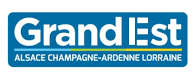 Grand Est
ALSACE CHAMPAGNE-ARDENNE LORRAINE